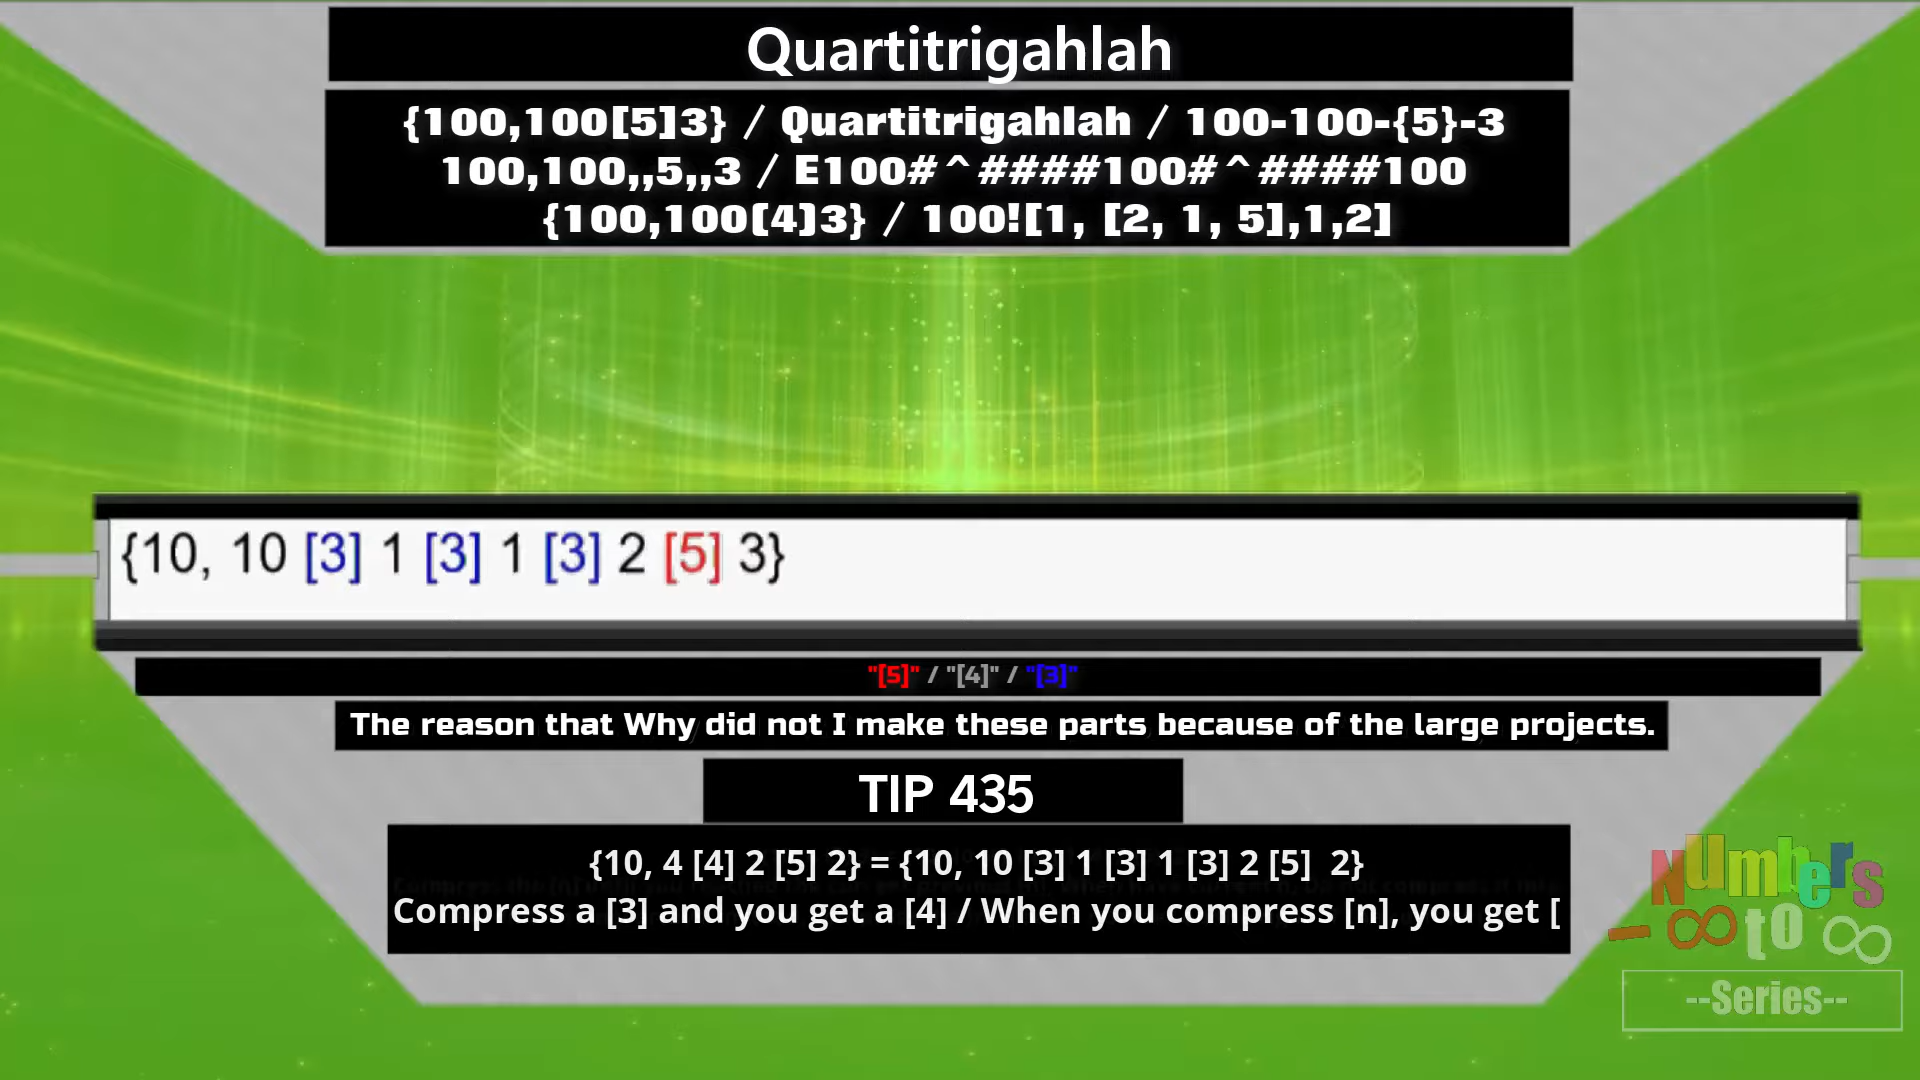 Quartitrigahlah
{100,100[5]3} / Quartitrigahlah / 100-100-{5}-3
100,100,,5,,3 / E100#^####100#^####100
{100,100(4)3} / 100![1, [2, 1, 5],1,2]
{10, 10 [3] 1 [3] 1 [3] 2 [5] 3}
"[5]" / "[4]" / "[3]"
The reason that Why did not I make these parts because of the large projects.
TIP 435
{10, 4 [4] 2 [5] 2} = {10, 10 [3] 1 [3] 1 [3] 2 [5] 2}
Compress a [3] and you get a [4] / When you compress [n], you get [
Numbers
-∞ to ∞
--Series--